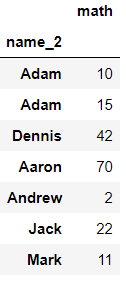 math
name_2
Adam 10
Adam 15
Dennis 42
Aaron 70
Andrew 2
Jack 22
Mark 11